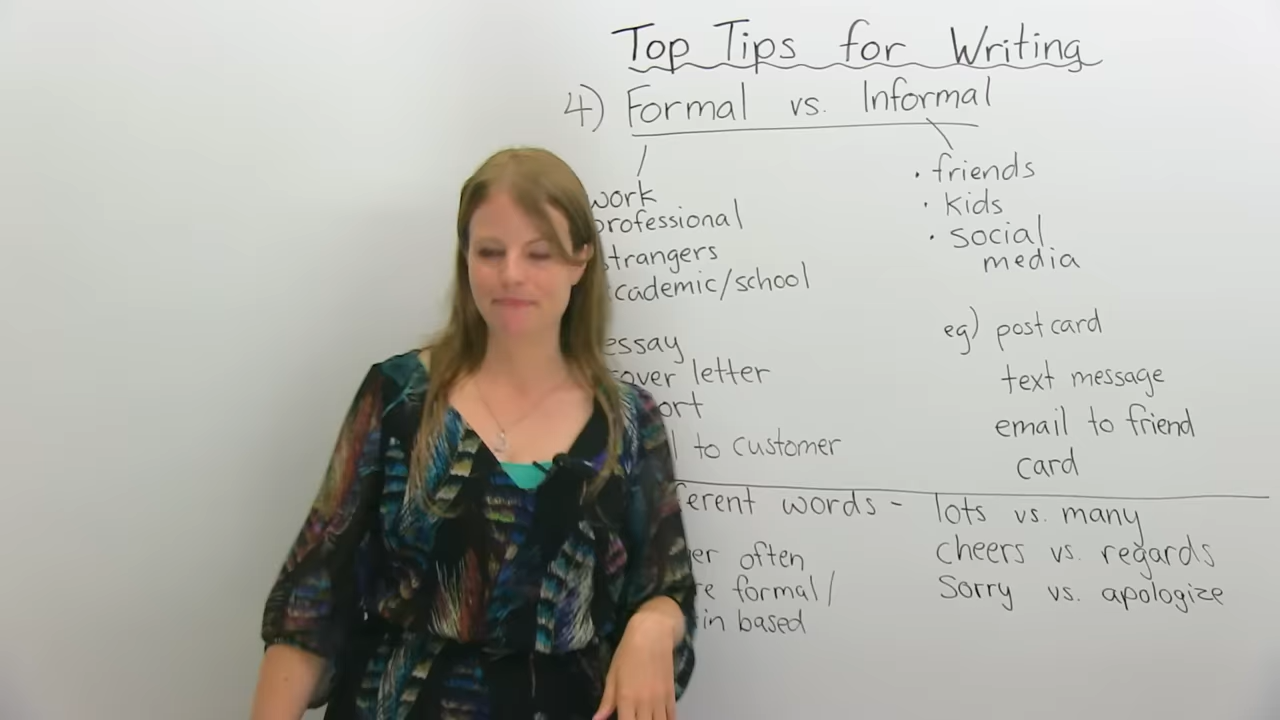 Top Tips for Writing
4) Formal vs. Informal
work
professional
strangers
academic/school
• friends
• kids
• social
media
essay
cover letter
to customer
eg) postcard
text message
email to friend
card
words - lots vs. many
often
cheers vs. regards
formal/
Sorry vs. apologize
based